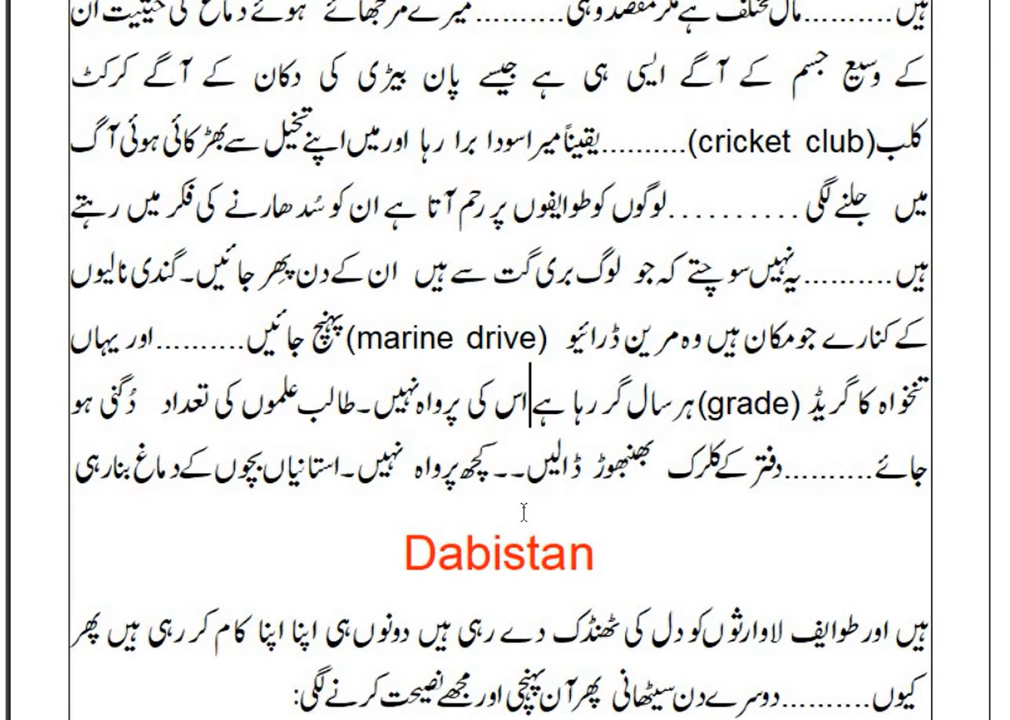 ہیں..........مال مختلف ہے مگر مقصد وہی..........میرے مرجھائے ہوئے دماغ کی حیثیت ان
کے وسیع جسم کے آگے ایسی ہی ہے جیسے پان بیڑی کی دکان کے آگے کرکٹ
کلب(cricket club)..........یقیناً میرا سودا برا رہا اور میں اپنے تخیل سے بھڑکائی ہوئی آگ
میں جلنے لگی ..........لوگوں کو طوایفوں پر رحم آتا ہے ان کو سُدھارنے کی فکر میں رہتے
ہیں..........یہ نہیں سوچتے کہ جو لوگ بری گت سے ہیں ان کے دن پھِر جائیں۔گندی نالیوں
کے کنارے جو مکان ہیں وہ مرین ڈرائیو (marine drive)پہنچ جائیں..........اور یہاں
تنخواہ کا گریڈ (grade)ہر سال گر رہا ہے اس کی پرواہ نہیں۔طالب علموں کی تعداد دُگنی ہو
جائے..........دفتر کے کلرک بھنبھوڑ ڈالیں۔۔کچھ پرواہ نہیں۔استانیاں بچوں کے دماغ بنا رہی
Dabistan
ہیں اور طوایف لاوارثوں کو دل کی ٹھنڈک دے رہی ہیں دونوں ہی اپنا اپنا کام کر رہی ہیں پھر
کیوں..........دوسرے دن سیٹھانی پھر آن پہنچی اور مجھے نصیحت کرنے لگی: